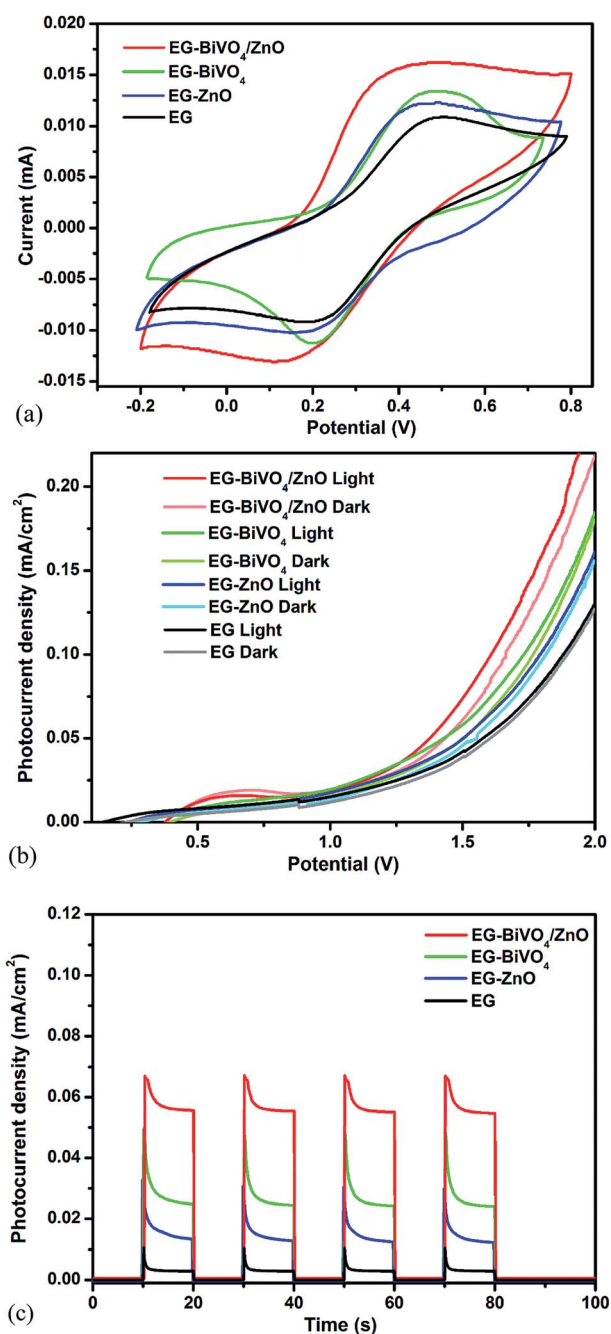 EG-BiVO₄/ZnO
EG-BiVO₄
EG-ZnO
EG
Current (mA)
0.020
0.015
0.010
0.005
0.000
-0.005
-0.010
-0.015
-0.2 0.0 0.2 0.4 0.6 0.8
Potential (V)
(a)
EG-BiVO₄/ZnO Light
EG-BiVO₄/ZnO Dark
EG-BiVO₄ Light
EG-BiVO₄ Dark
EG-ZnO Light
EG-ZnO Dark
EG Light
EG Dark
Photocurrent density (mA/cm²)
0.20
0.15
0.10
0.05
0.00
0.5 1.0 1.5 2.0
Potential (V)
(b)
EG-BiVO₄/ZnO
EG-BiVO₄
EG-ZnO
EG
Photocurrent density (mA/cm²)
0.12
0.10
0.08
0.06
0.04
0.02
0.00
0 20 40 60 80 100
Time (s)
(c)